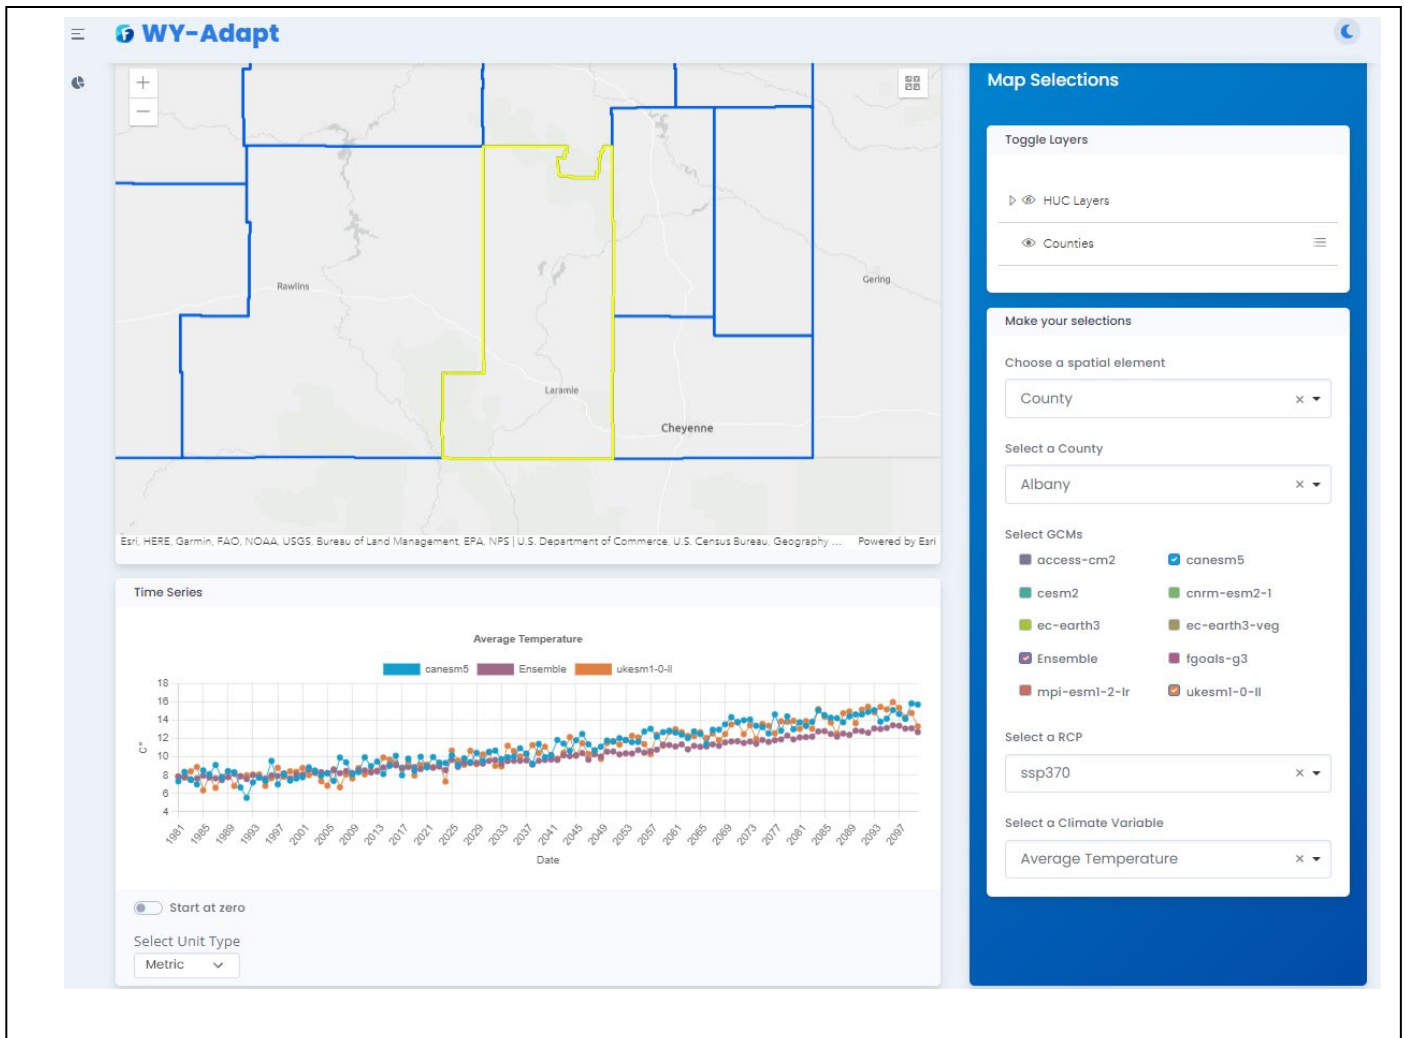 WY-Adapt
Rawlins
Gering
Laramie
Cheyenne
Esri, HERE, Garmin, FAO, NOAA, USGS, Bureau of Land Management, EPA, NPS | U.S. Department of Commerce, U.S. Census Bureau, Geography ... Powered by Esri
Time Series
Average Temperature
canesm5 Ensemble ukesm1-0-ll
18
16
14
12
10
8
6
4
C°
1981 1985 1989 1993 1997 2001 2005 2009 2013 2017 2021 2025 2029 2033 2037 2041 2045 2049 2053 2057 2061 2065 2069 2073 2077 2081 2085 2089 2093 2097
Date
Start at zero
Select Unit Type
Metric
Map Selections
Toggle Layers
HUC Layers
Counties
Make your selections
Choose a spatial element
County
Select a County
Albany
Select GCMs
access-cm2 canesm5
cesm2 cnrm-esm2-1
ec-earth3 ec-earth3-veg
Ensemble fgoals-g3
mpi-esm1-2-lr ukesm1-0-ll
Select a RCP
ssp370
Select a Climate Variable
Average Temperature